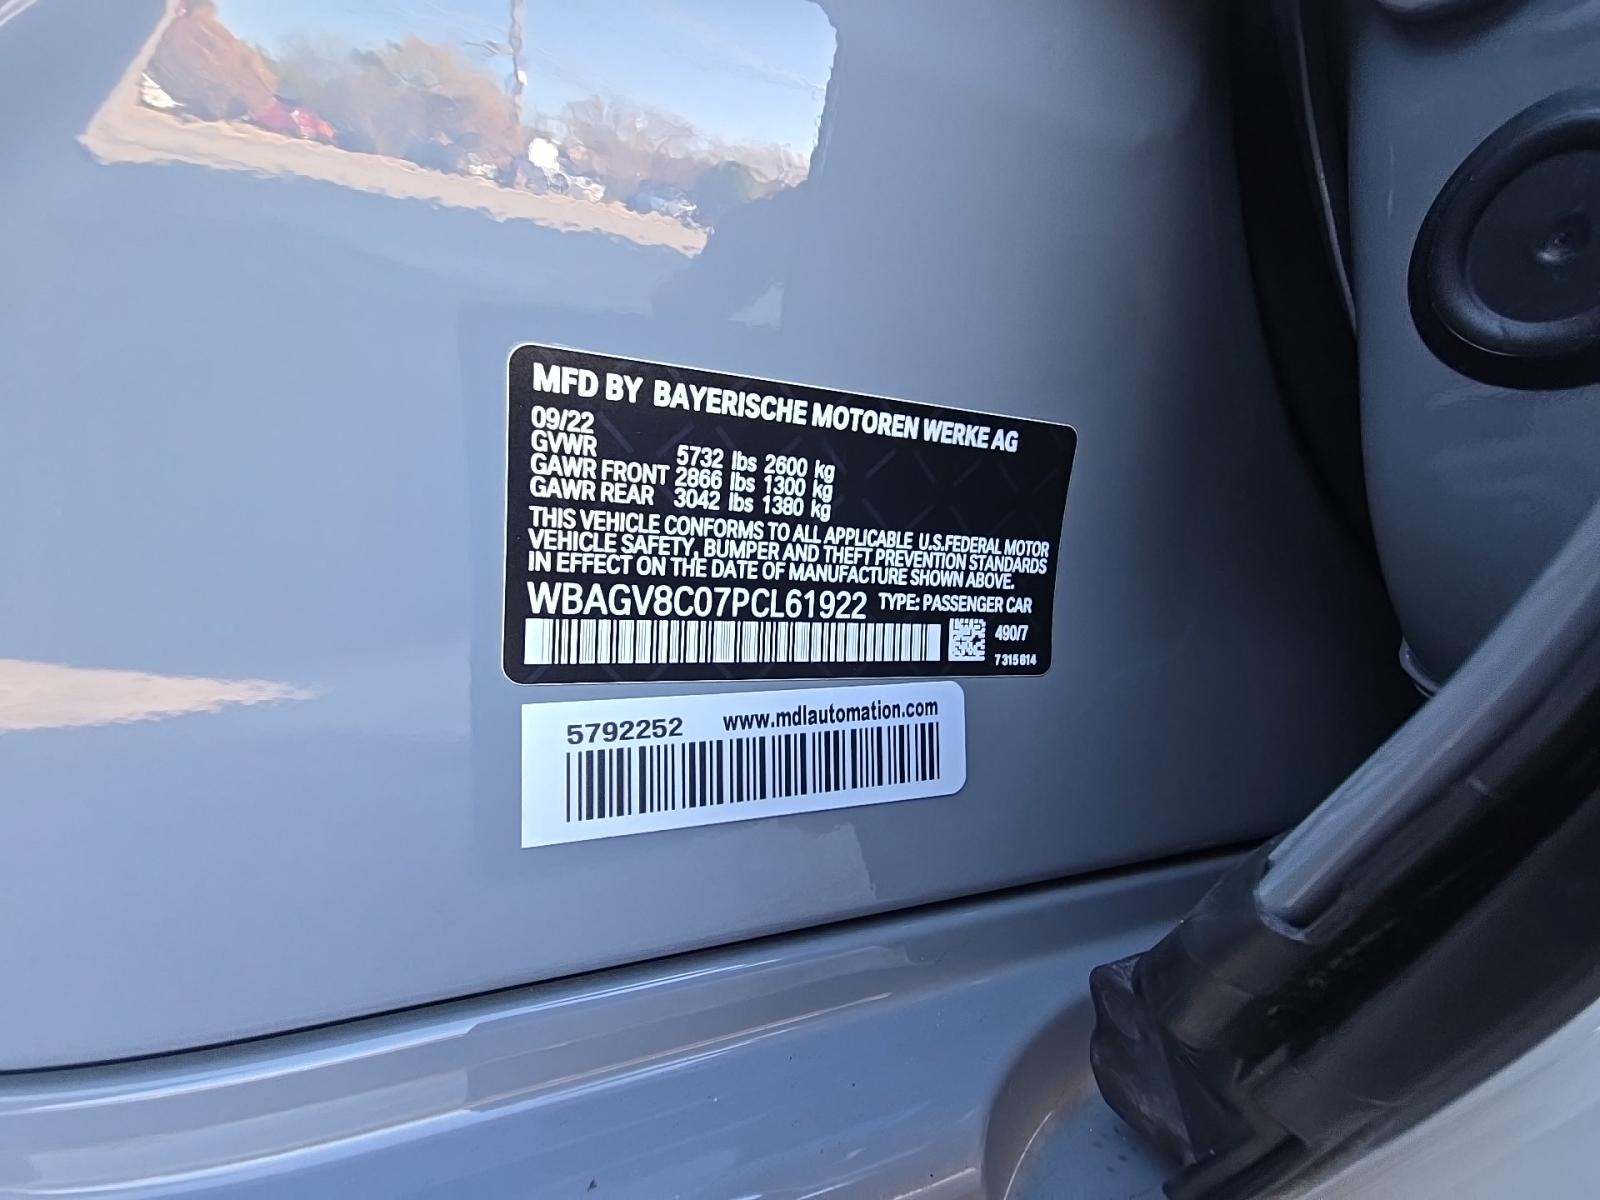 MFD BY BAYERISCHE MOTOREN WERKE AG
09/22
GVWR 5732 lbs 2600 kg
GAWR FRONT 2866 lbs 1300 kg
GAWR REAR 3042 lbs 1380 kg
THIS VEHICLE CONFORMS TO ALL APPLICABLE U.S.FEDERAL MOTOR
VEHICLE SAFETY, BUMPER AND THEFT PREVENTION STANDARDS
IN EFFECT ON THE DATE OF MANUFACTURE SHOWN ABOVE.
WBAGV8C07PCL61922 TYPE: PASSENGER CAR
490/7
7 315 614
5792252 www.mdlautomation.com